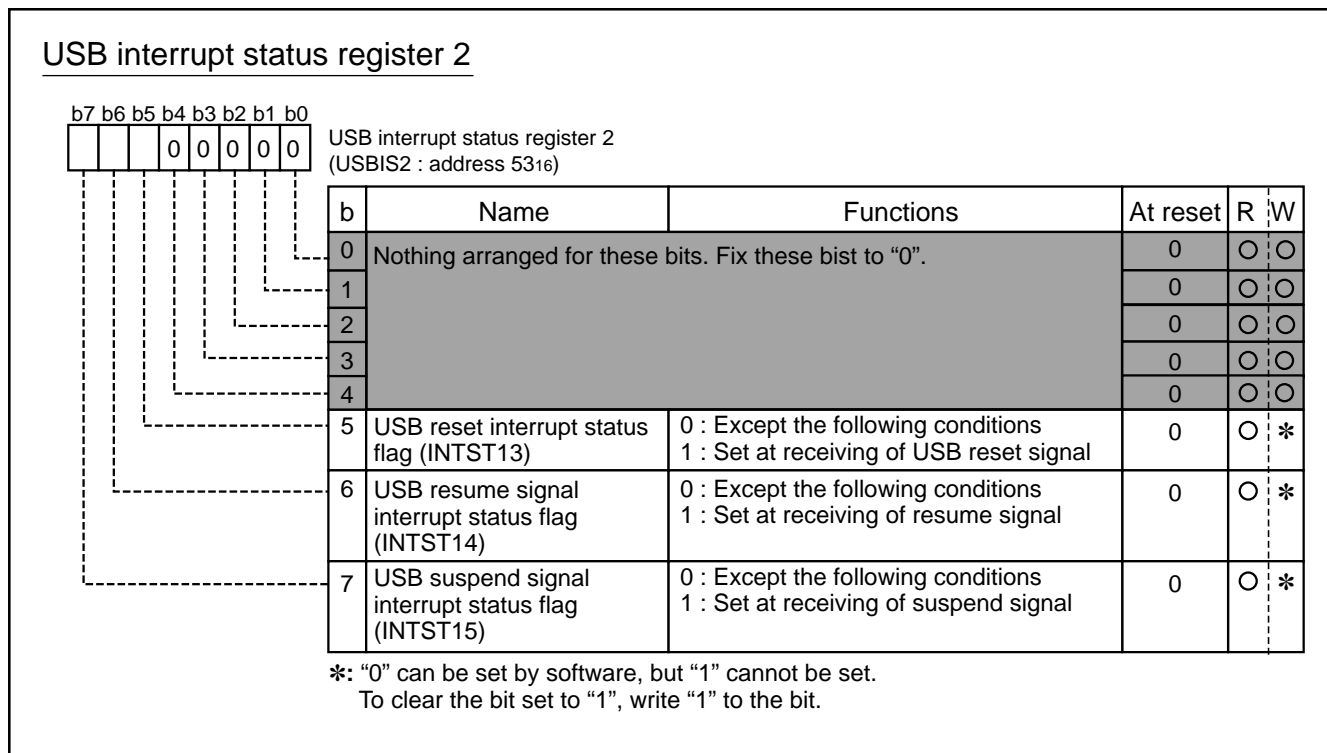 USB interrupt status register 2
b7 b6 b5 b4 b3 b2 b1 b0
0 0 0 0 0
USB interrupt status register 2
(USBIS2 : address 5316)
b Name Functions At reset R W
0 Nothing arranged for these bits. Fix these bist to “0”. 0 O O
1 0 O O
2 0 O O
3 0 O O
4 0 O O
5 USB reset interrupt status 0 : Except the following conditions 0 O ✻
flag (INTST13) 1 : Set at receiving of USB reset signal
6 USB resume signal 0 : Except the following conditions 0 O ✻
interrupt status flag 1 : Set at receiving of resume signal
(INTST14)
7 USB suspend signal 0 : Except the following conditions 0 O ✻
interrupt status flag 1 : Set at receiving of suspend signal
(INTST15)
✻: “0” can be set by software, but “1” cannot be set.
To clear the bit set to “1”, write “1” to the bit.